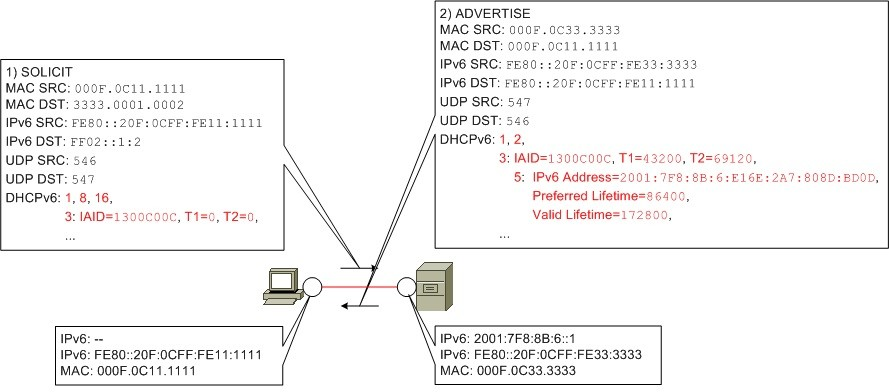 1) SOLICIT
MAC SRC: 000F.0C11.1111
MAC DST: 3333.0001.0002
IPv6 SRC: FE80::20F:0CFF:FE11:1111
IPv6 DST: FF02::1:2
UDP SRC: 546
UDP DST: 547
DHCPv6: 1, 8, 16,
3: IAID=1300C00C, T1=0, T2=0,
...
2) ADVERTISE
MAC SRC: 000F.0C33.3333
MAC DST: 000F.0C11.1111
IPv6 SRC: FE80::20F:0CFF:FE33:3333
IPv6 DST: FE80::20F:0CFF:FE11:1111
UDP SRC: 547
UDP DST: 546
DHCPv6: 1, 2,
3: IAID=1300C00C, T1=43200, T2=69120,
5: IPv6 Address=2001:7F8:8B:6:E16E:2A7:808D:BD0D,
Preferred Lifetime=86400,
Valid Lifetime=172800,
...
IPv6: --
IPv6: FE80::20F:0CFF:FE11:1111
MAC: 000F.0C11.1111
IPv6: 2001:7F8:8B:6::1
IPv6: FE80::20F:0CFF:FE33:3333
MAC: 000F.0C33.3333